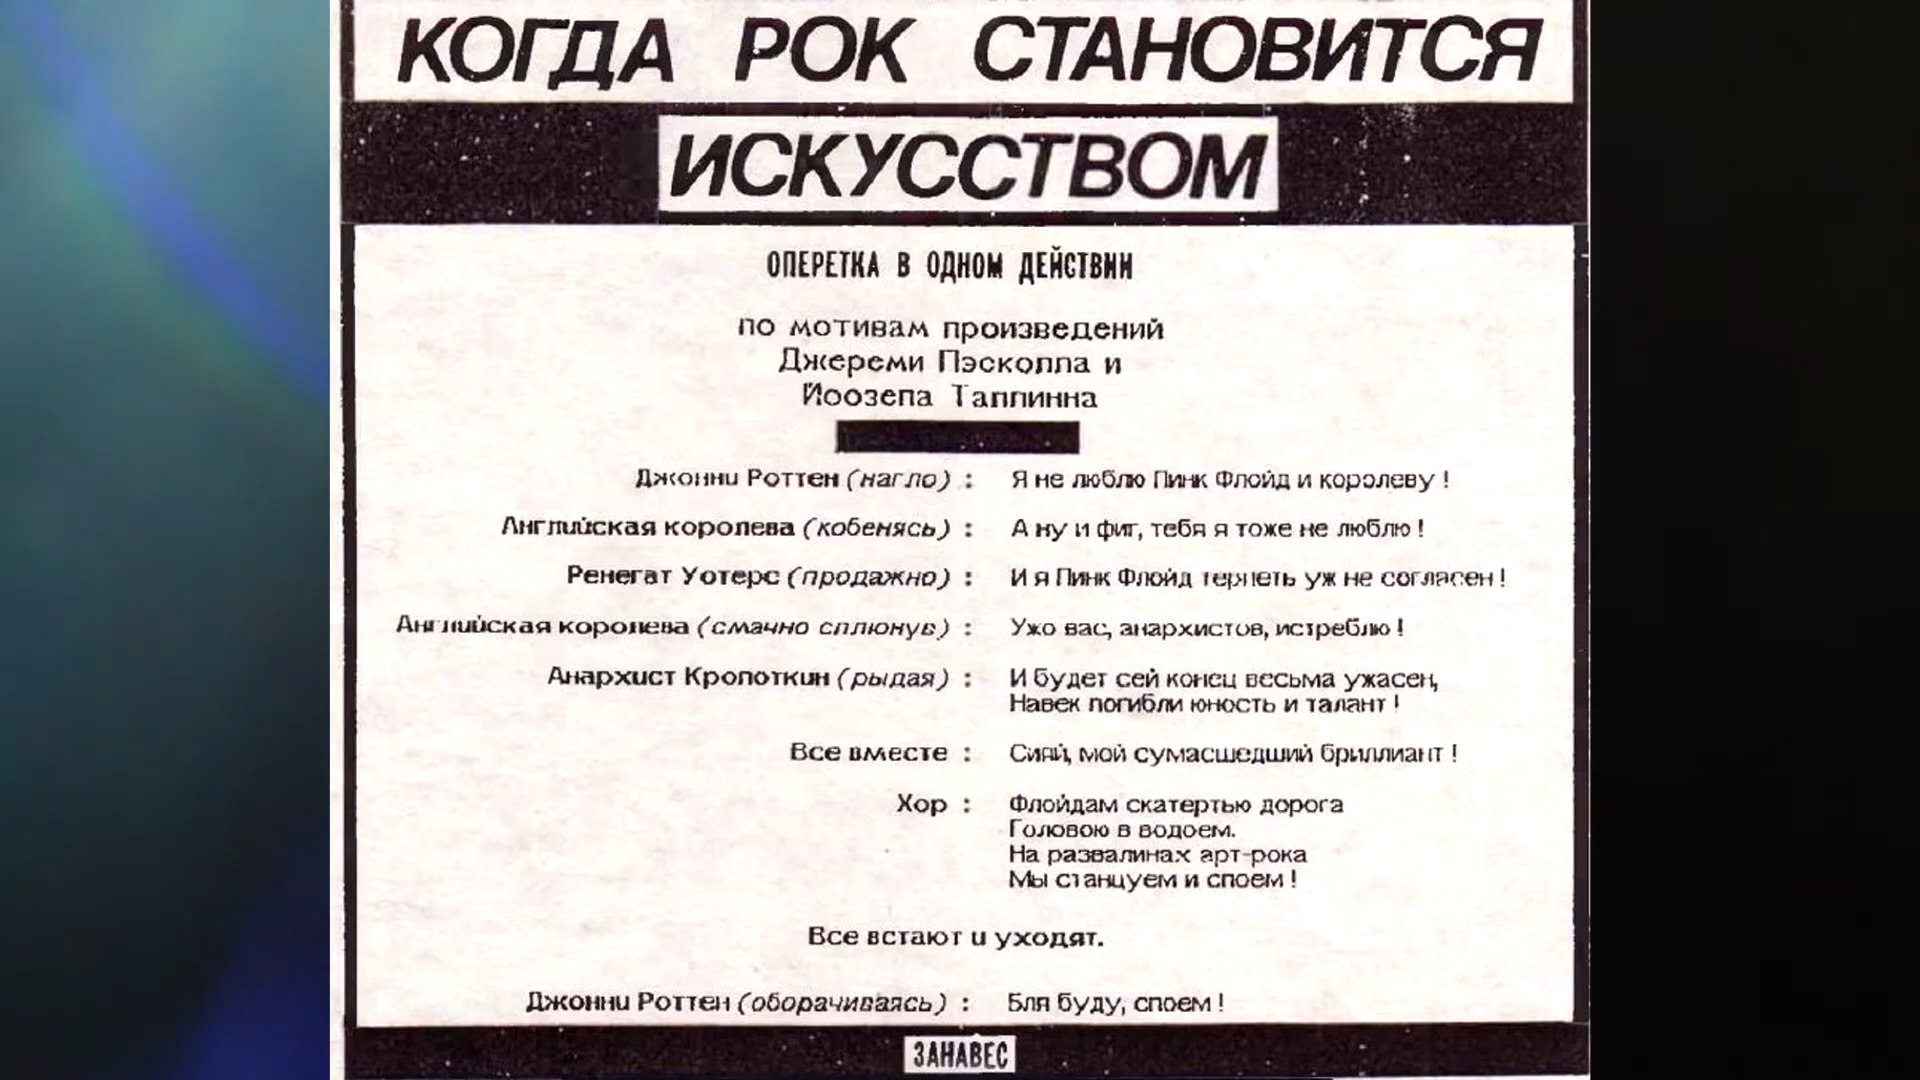 КОГДА РОК СТАНОВИТСЯ
ИСКУССТВОМ
ОПЕРЕТКА В ОДНОМ ДЕЙСТВИИ
по мотивам произведений
Джереми Пэсколла и
Йоозепа Таппинна
Джонни Роттен (нагло) : Я не люблю Пинк Флойд и королеву !
Английская королева (кобенясь) : А ну и фиг, тебя я тоже не люблю !
Ренегат Уотерс (продажно) : И я Пинк Флойд терпеть уж не согласен !
Английская королева (смачно сплюнув) : Ужо вас, анархистов, истреблю !
Анархист Кропоткин (рыдая) : И будет сей конец весьма ужасен,
Навек погибли юность и талант !
Все вместе : Сияй, мой сумасшедший бриллиант !
Хор : Флойдам скатертью дорога
Головою в водоем.
На развалинах арт-рока
Мы станцуем и споем !
Все встают и уходят.
Джонни Роттен (оборачиваясь) : Бля буду, споем !
ЗАНАВЕС